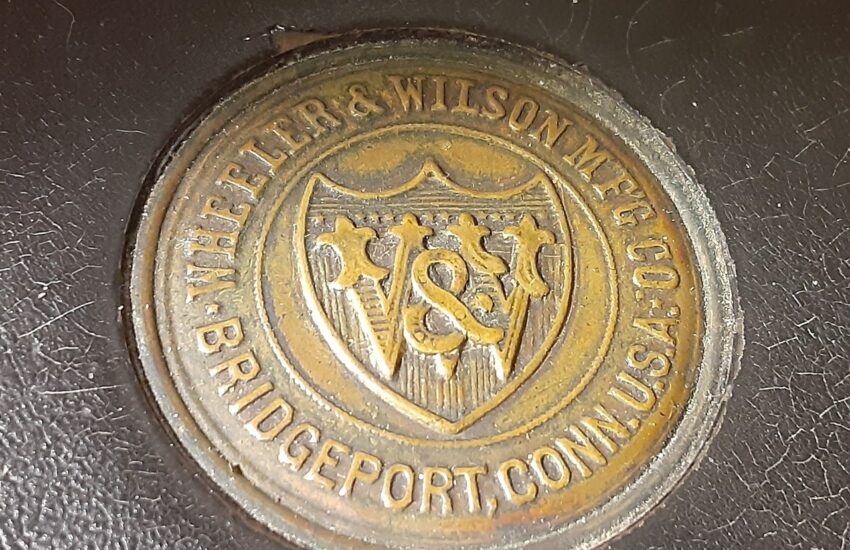 WHEELER & WILSON MFG CO.
BRIDGEPORT, CONN. U.S.A.
W&W